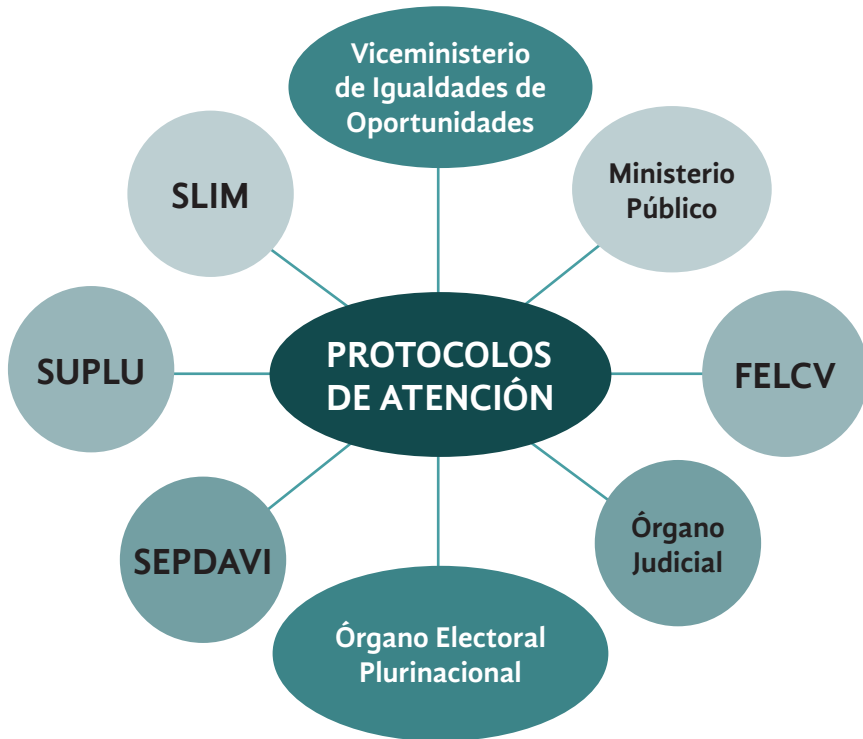 Viceministerio
de Igualdades de
Oportunidades
SLIM
Ministerio
Público
SUPLU
PROTOCOLOS
DE ATENCIÓN
FELCV
SEPDAVI
Órgano
Judicial
Órgano Electoral
Plurinacional